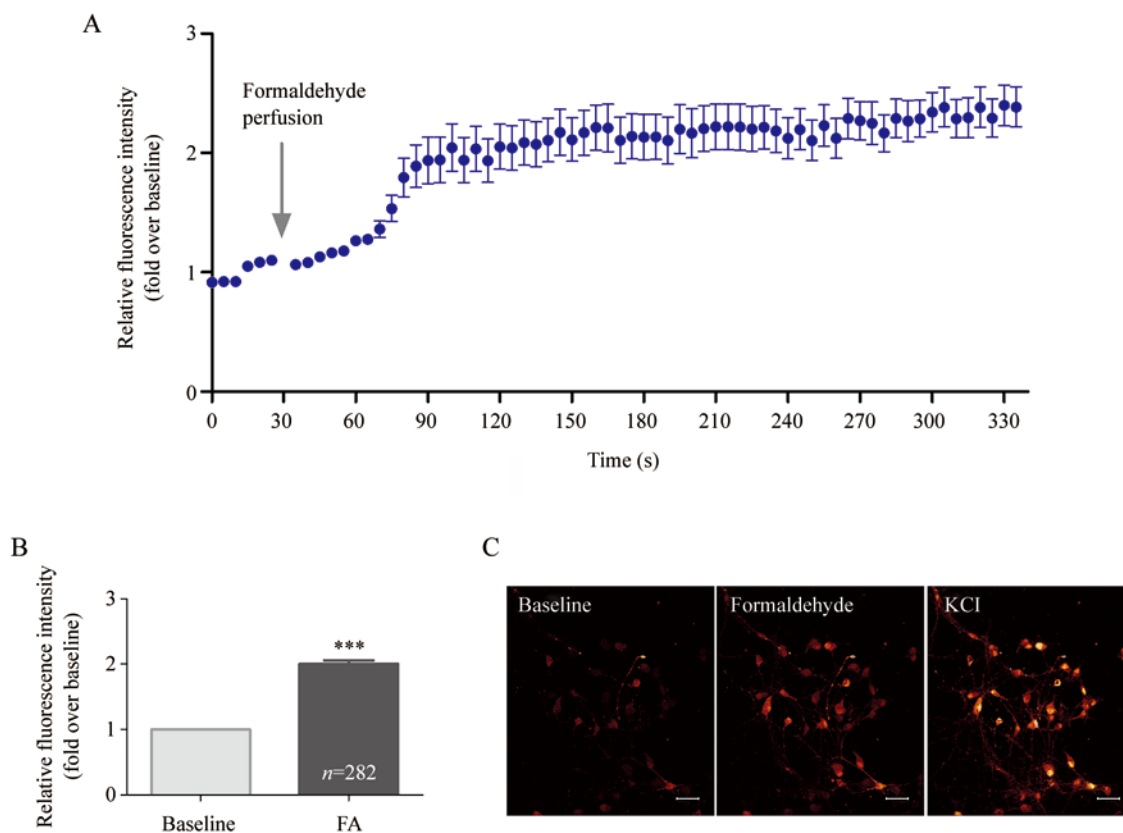 A
Relative fluorescence intensity
(fold over baseline)
3
2
1
0
Formaldehyde
perfusion
0 30 60 90 120 150 180 210 240 270 300 330
Time (s)
B
Relative fluorescence intensity
(fold over baseline)
3
2
1
0
***
n=282
Baseline FA
C
Baseline Formaldehyde KCI